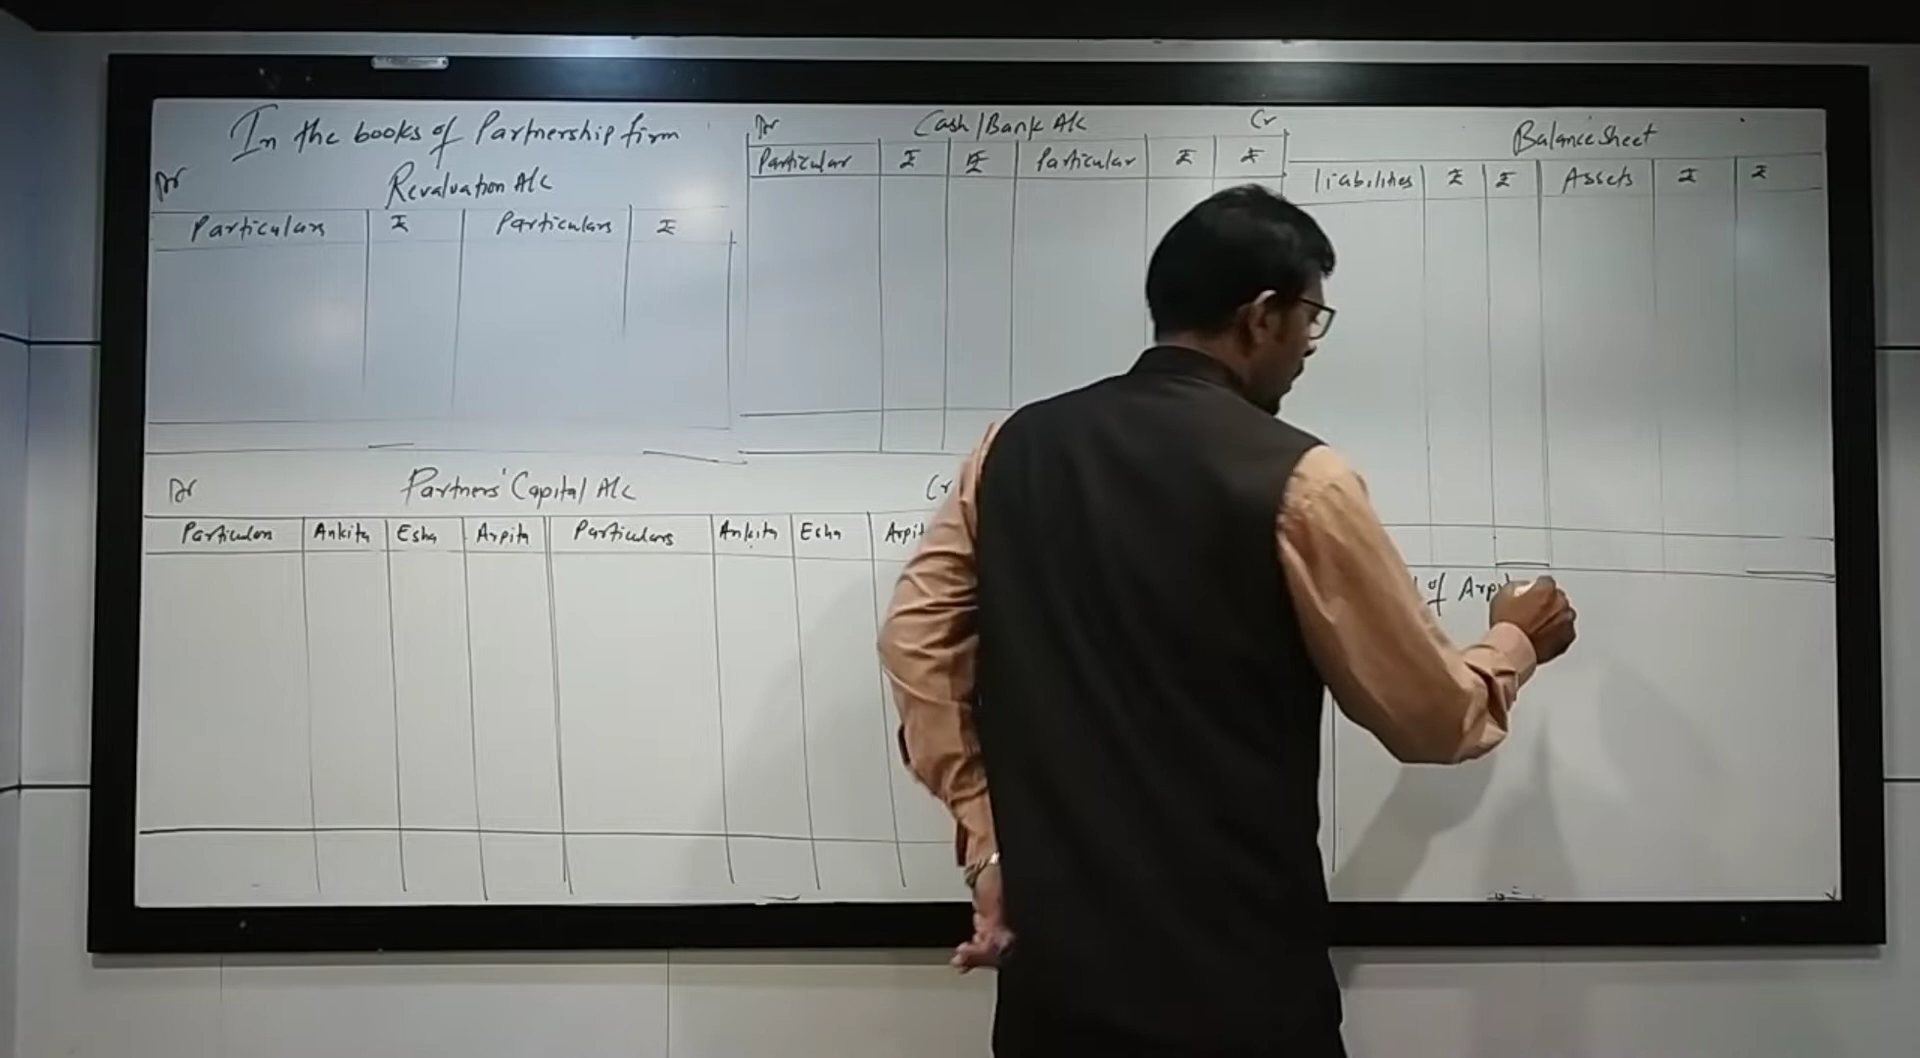 In the books of Partnership firm
Dr Revaluation A/c
Particulars ₹ Particulars ₹
Dr Cash/Bank A/c Cr
Particular ₹ ₹ Particular ₹ ₹
Balance sheet
liabilities ₹ ₹ Assets ₹ ₹
Dr Partners' Capital A/c Cr
Particulars Ankita Esha Arpita Particulars Ankita Esha
of